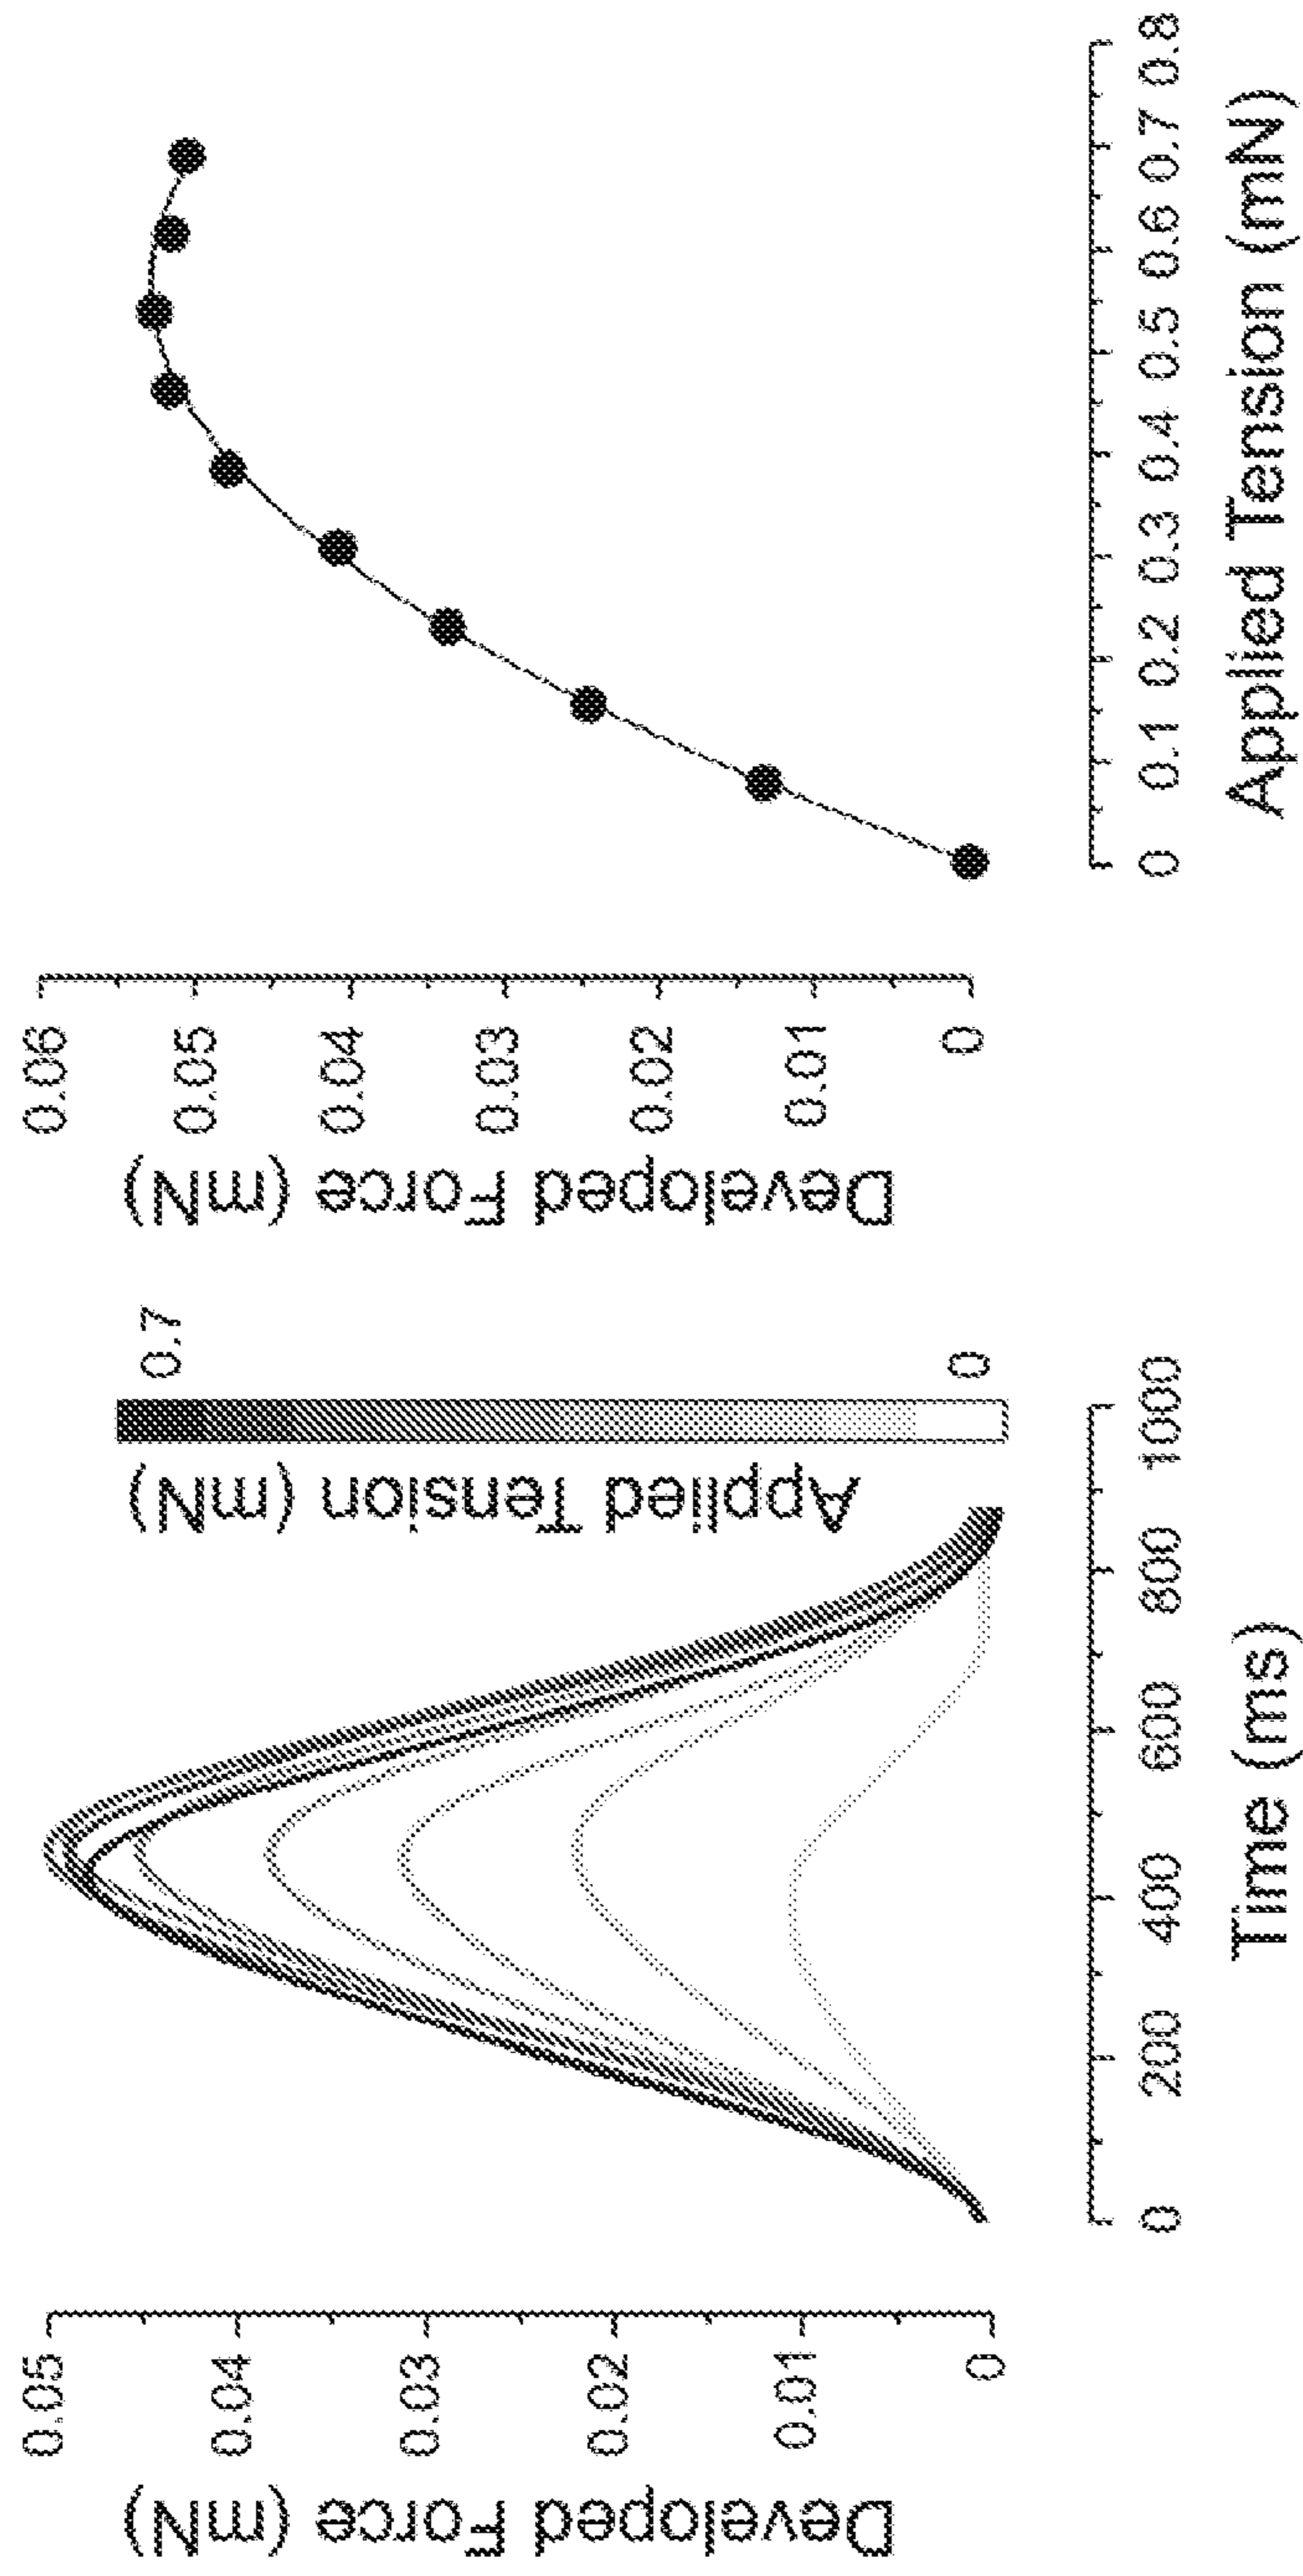 Developed Force (mN)
0.05
0.04
0.03
0.02
0.01
0
0 200 400 600 800 1000
Time (ms)
Applied Tension (mN)
0.7
0
Developed Force (mN)
0.06
0.05
0.04
0.03
0.02
0.01
0
0 0.1 0.2 0.3 0.4 0.5 0.6 0.7 0.8
Applied Tension (mN)